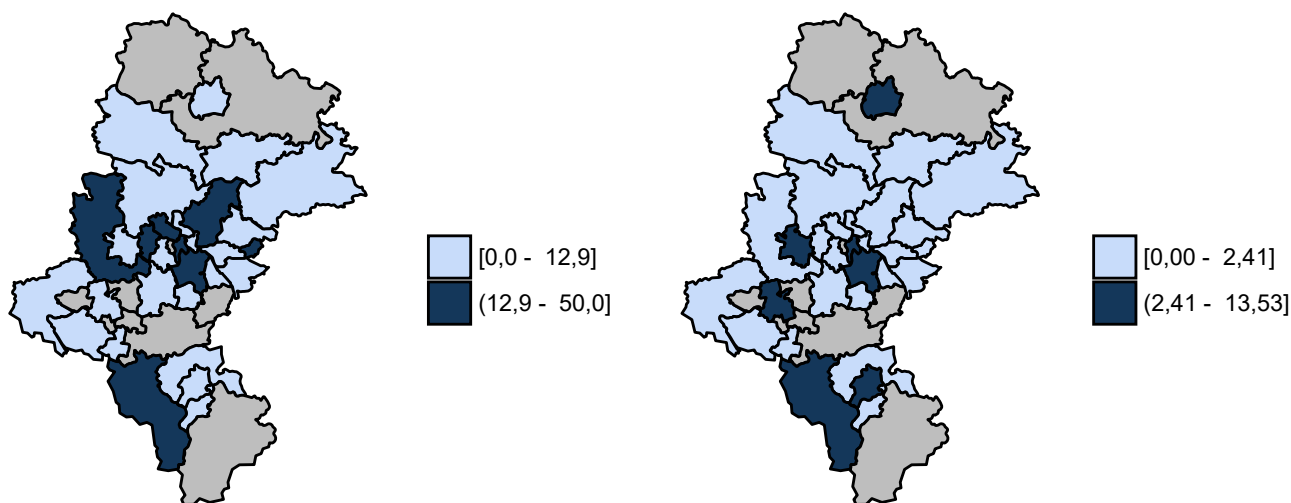 [0,0 - 12,9]
(12,9 - 50,0]
[0,00 - 2,41]
(2,41 - 13,53]